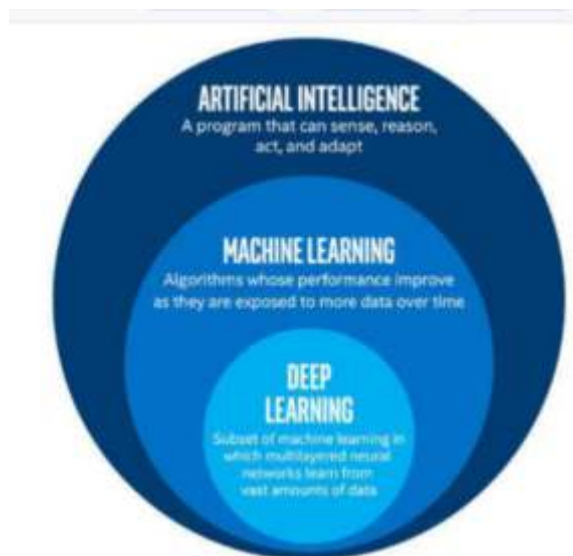 ARTIFICIAL INTELLIGENCE
A program that can sense, reason,
act, and adapt
MACHINE LEARNING
Algorithms whose performance improve
as they are exposed to more data over time
DEEP
LEARNING
Subset of machine learning in
which multilayered neural
networks learn from
vast amounts of data